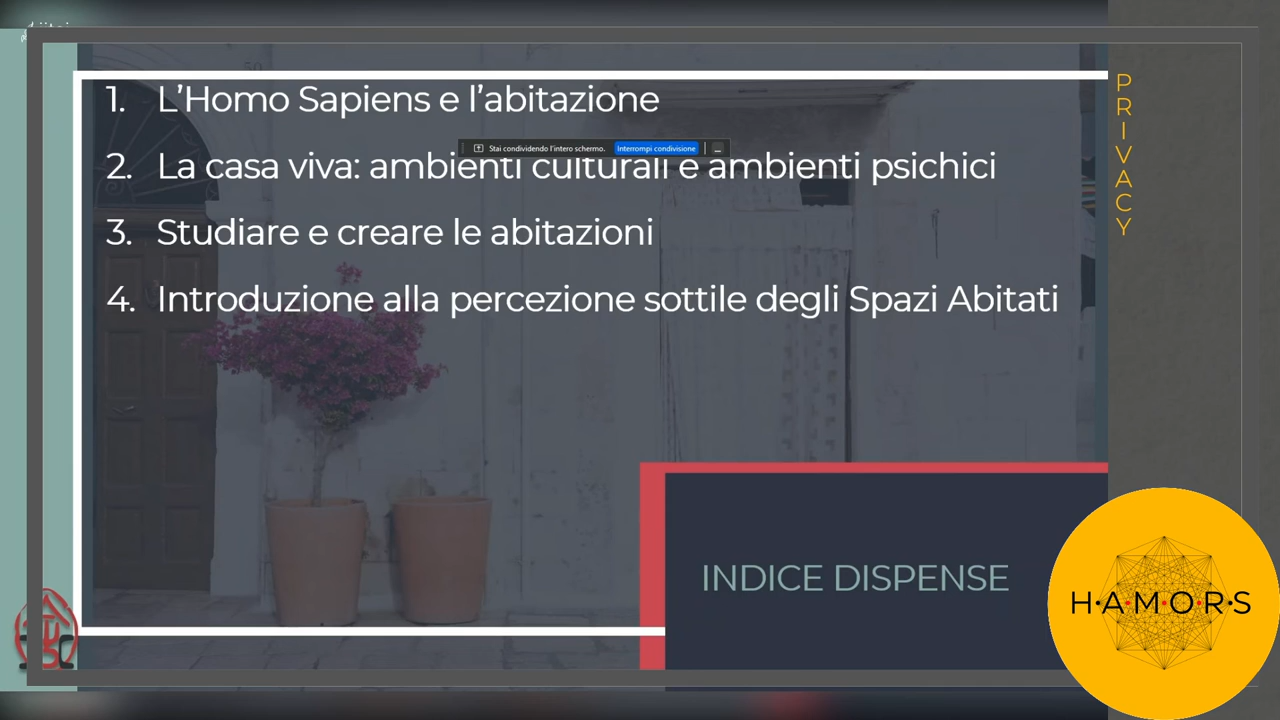 1. L'Homo Sapiens e l'abitazione
Stai condividendo l'intero schermo. Interrompi condivisione
2. La casa viva: ambienti culturali e ambienti psichici
3. Studiare e creare le abitazioni
4. Introduzione alla percezione sottile degli Spazi Abitati
INDICE DISPENSE
PRIVACY
H·A·M·O·R·S